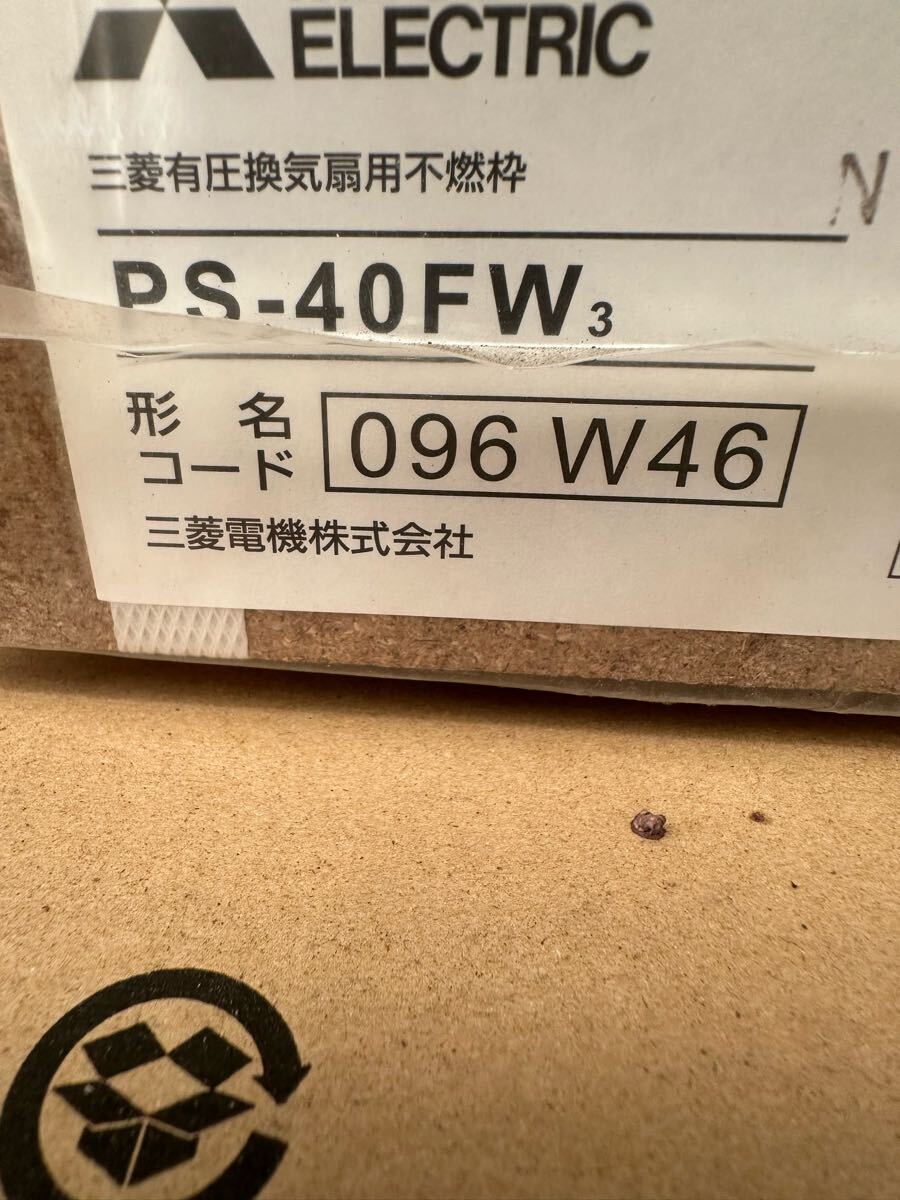 ELECTRIC
三菱有圧換気扇用不燃枠
N
PS-40FW3
形名
コード
096 W46
三菱電機株式会社